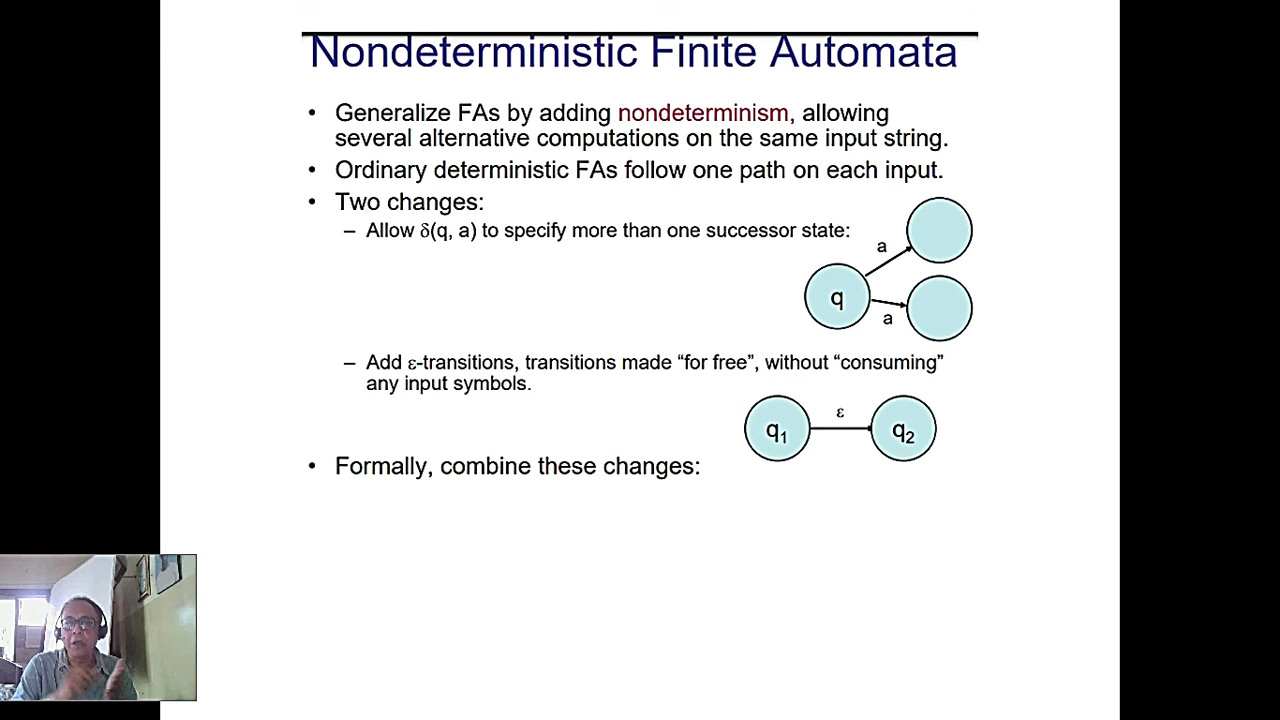 Nondeterministic Finite Automata
• Generalize FAs by adding nondeterminism, allowing
several alternative computations on the same input string.
• Ordinary deterministic FAs follow one path on each input.
• Two changes:
– Allow δ(q, a) to specify more than one successor state:
a
q
a
– Add ε-transitions, transitions made “for free”, without “consuming”
any input symbols.
ε
q₁ q₂
• Formally, combine these changes: